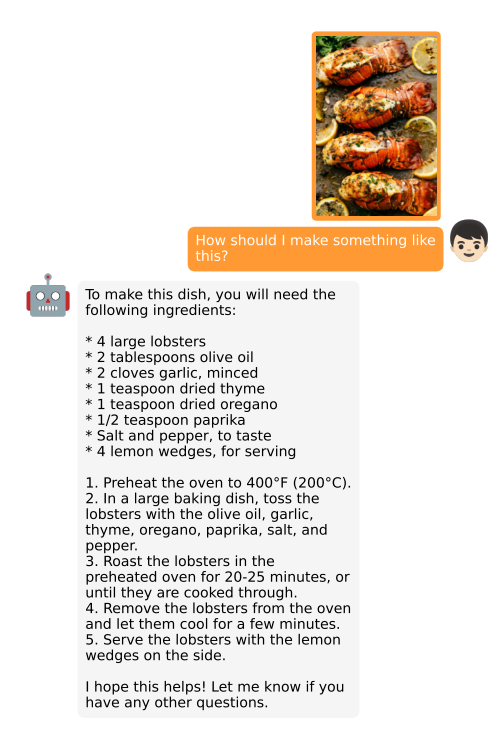 How should I make something like
this?
To make this dish, you will need the
following ingredients:
* 4 large lobsters
* 2 tablespoons olive oil
* 2 cloves garlic, minced
* 1 teaspoon dried thyme
* 1 teaspoon dried oregano
* 1/2 teaspoon paprika
* Salt and pepper, to taste
* 4 lemon wedges, for serving
1. Preheat the oven to 400°F (200°C).
2. In a large baking dish, toss the
lobsters with the olive oil, garlic,
thyme, oregano, paprika, salt, and
pepper.
3. Roast the lobsters in the
preheated oven for 20-25 minutes, or
until they are cooked through.
4. Remove the lobsters from the oven
and let them cool for a few minutes.
5. Serve the lobsters with the lemon
wedges on the side.
I hope this helps! Let me know if you
have any other questions.